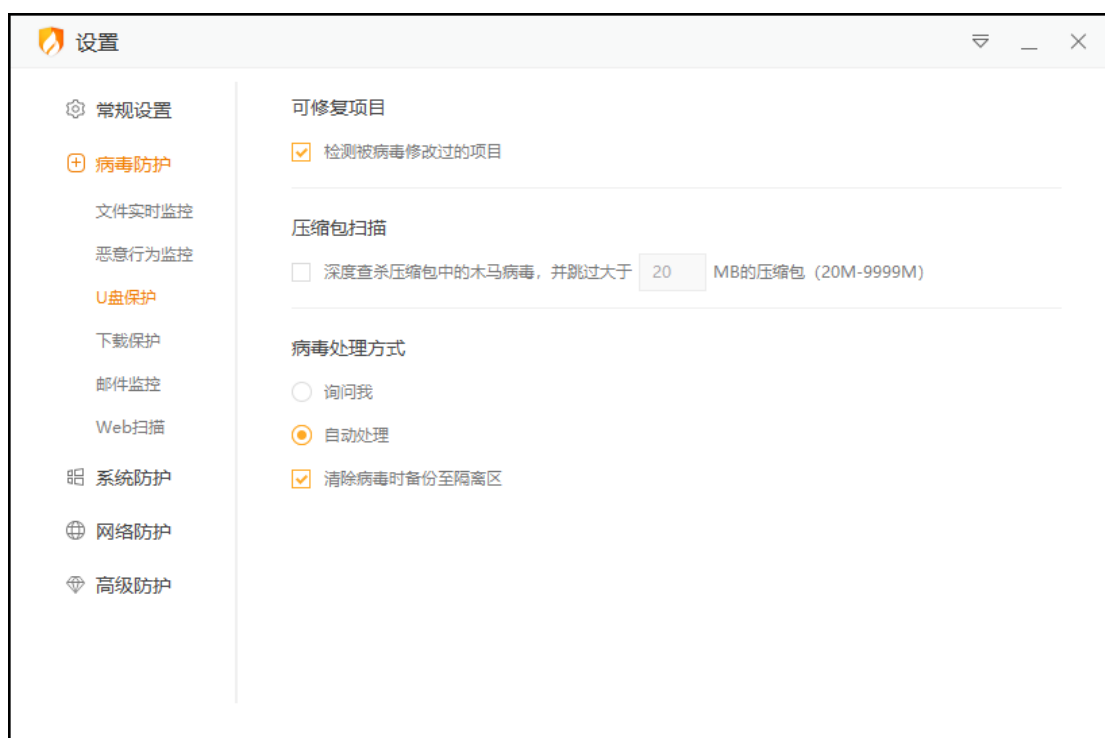 设置
常规设置
病毒防护
文件实时监控
恶意行为监控
U盘保护
下载保护
邮件监控
Web扫描
系统防护
网络防护
高级防护
可修复项目
检测被病毒修改过的项目
压缩包扫描
深度查杀压缩包中的木马病毒，并跳过大于 20 MB的压缩包（20M-9999M）
病毒处理方式
询问我
自动处理
清除病毒时备份至隔离区